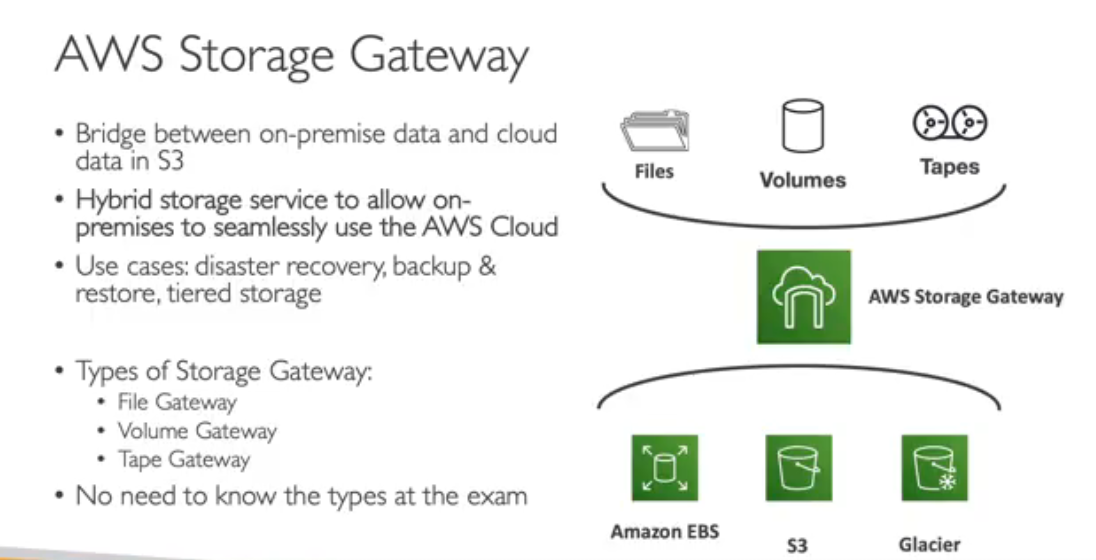 AWS Storage Gateway
• Bridge between on-premise data and cloud
data in S3
• Hybrid storage service to allow on-
premises to seamlessly use the AWS Cloud
• Use cases: disaster recovery, backup &
restore, tiered storage
• Types of Storage Gateway:
• File Gateway
• Volume Gateway
• Tape Gateway
• No need to know the types at the exam
Files
Volumes
Tapes
AWS Storage Gateway
Amazon EBS
S3
Glacier